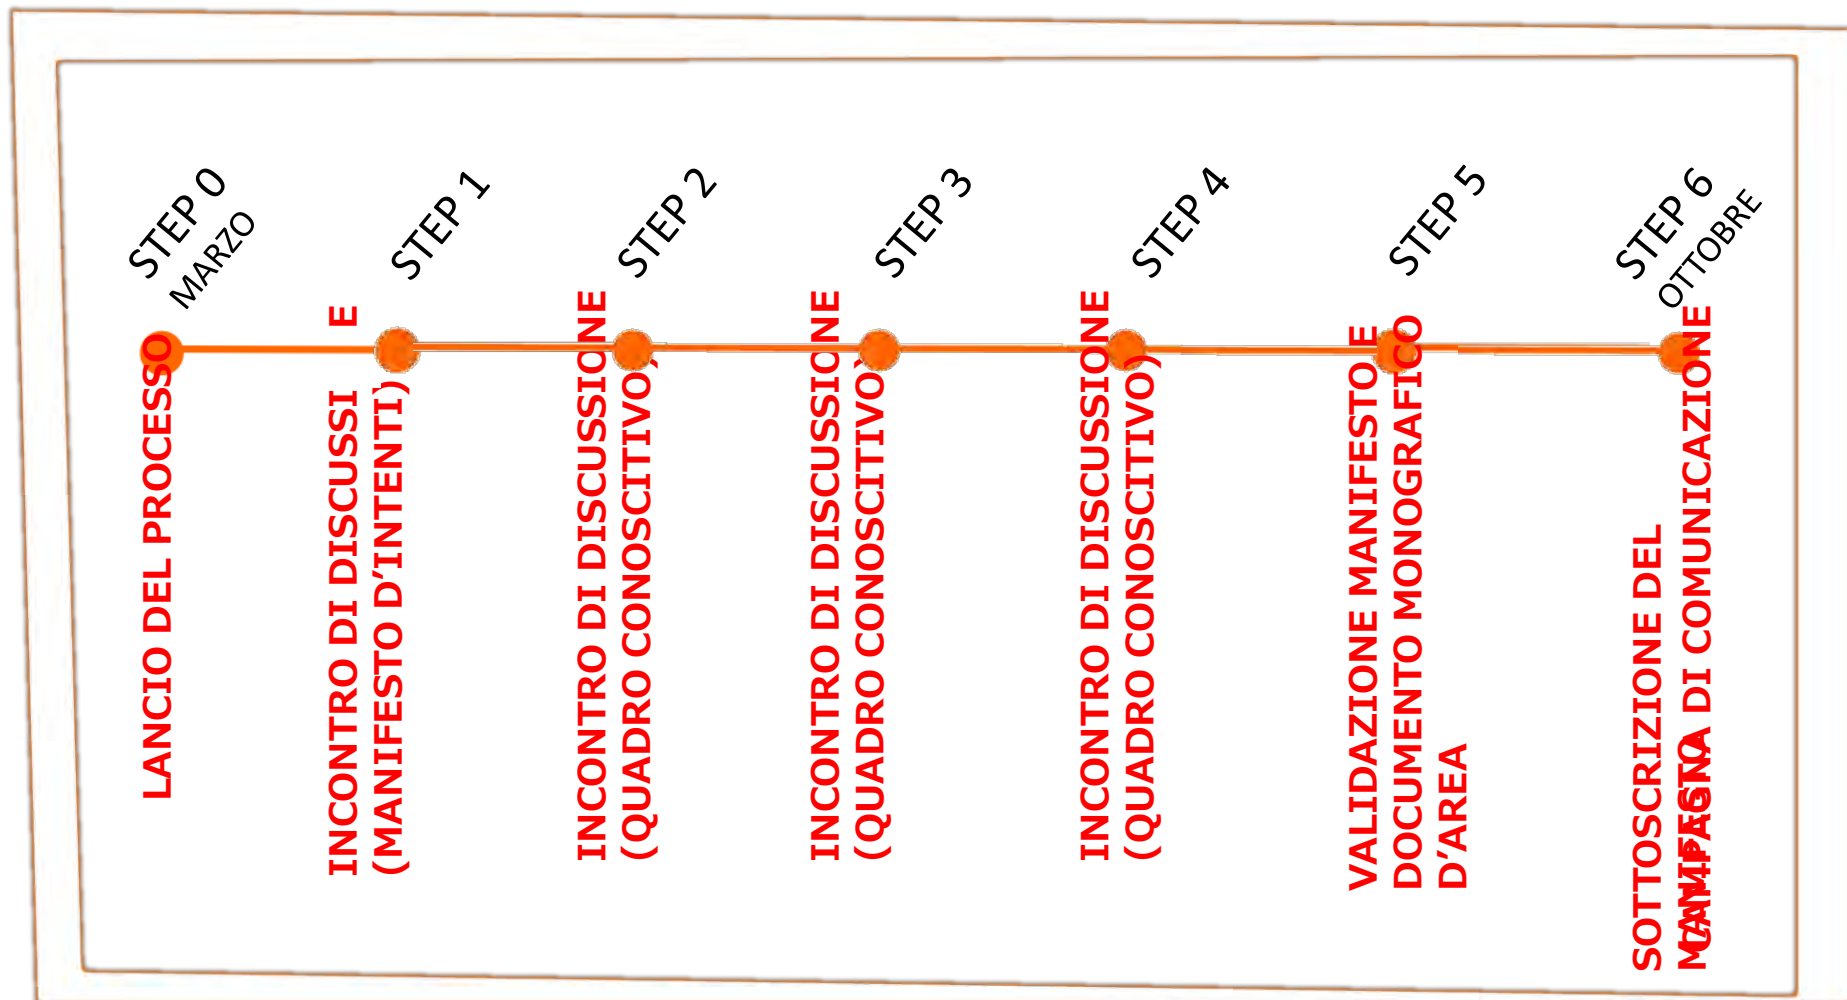 STEP 0
MARZO
STEP 1
STEP 2
STEP 3
STEP 4
STEP 5
STEP 6
OTTOBRE
LANCIO DEL PROCESSO
INCONTRO DI DISCUSSI E
(MANIFESTO D’INTENTI)
INCONTRO DI DISCUSSIONE
(QUADRO CONOSCITIVO)
INCONTRO DI DISCUSSIONE
(QUADRO CONOSCITIVO)
INCONTRO DI DISCUSSIONE
(QUADRO CONOSCITIVO)
VALIDAZIONE MANIFESTO E
DOCUMENTO MONOGRAFICO
D’AREA
SOTTOSCRIZIONE DEL
MANIFESTO
CAMPAGNA DI COMUNICAZIONE